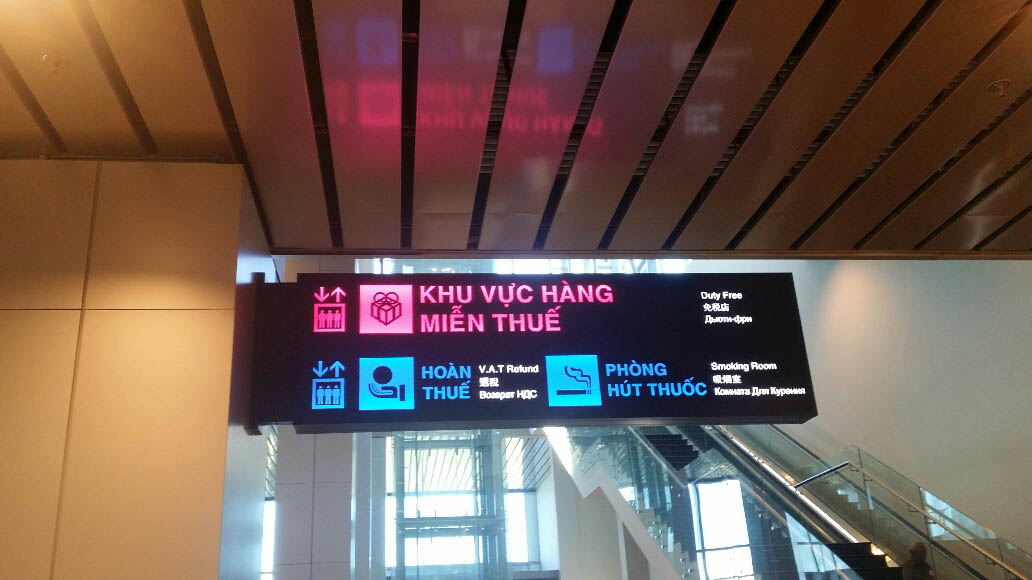 KHU VỰC HÀNG
MIỄN THUẾ
Duty Free
免税店
Дьюти-фри
HOÀN
THUẾ
V.A.T Refund
退税
Возврат НДС
PHÒNG
HÚT THUỐC
Smoking Room
吸烟室
Комната Для Курения